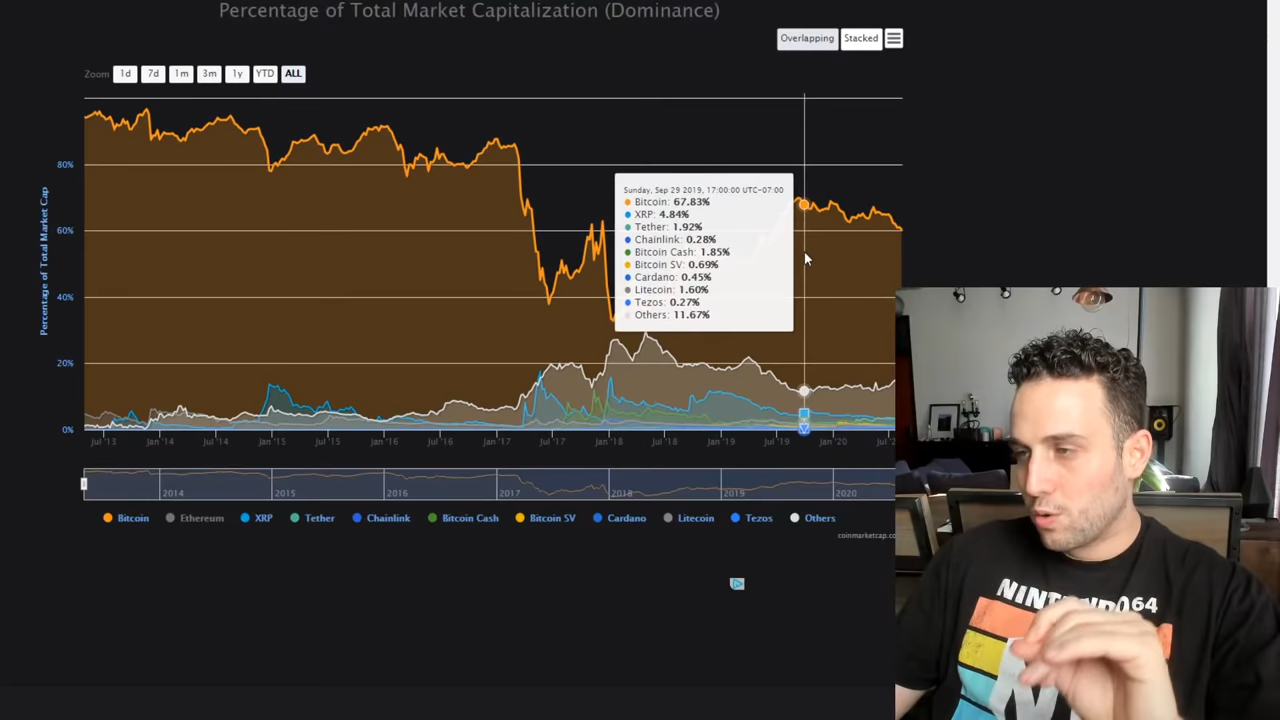 Percentage of Total Market Capitalization (Dominance)
Overlapping Stacked
Zoom 1d 7d 1m 3m 1y YTD ALL
Percentage of Total Market Cap
80%
60%
40%
20%
0%
Sunday, Sep 29 2019, 17:00:00 UTC-07:00
Bitcoin: 67.83%
XRP: 4.84%
Tether: 1.92%
Chainlink: 0.28%
Bitcoin Cash: 1.85%
Bitcoin SV: 0.69%
Cardano: 0.45%
Litecoin: 1.60%
Tezos: 0.27%
Others: 11.67%
Jul '13 Jan '14 Jul '14 Jan '15 Jul '15 Jan '16 Jul '16 Jan '17 Jul '17 Jan '18 Jul '18 Jan '19 Jul '19 Jan '20 Jul '2
2014 2015 2016 2017 2018 2019 2020
Bitcoin Ethereum XRP Tether Chainlink Bitcoin Cash Bitcoin SV Cardano Litecoin Tezos Others
coinmarketcap.co
NINTENDO64